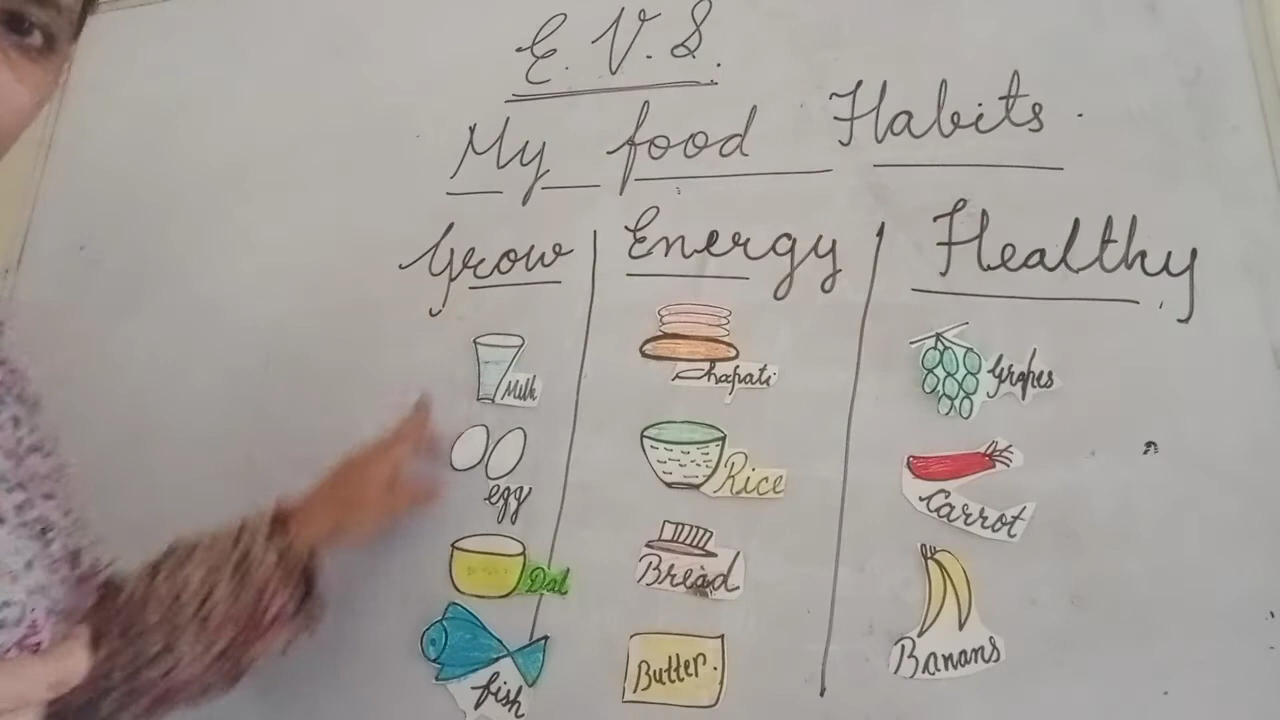 E. V. S.
My food Habits.
Grow Energy Healthy
Milk
egg
Dal
fish
Chapati
Rice
Bread
Butter.
Grapes
Carrot
Banans